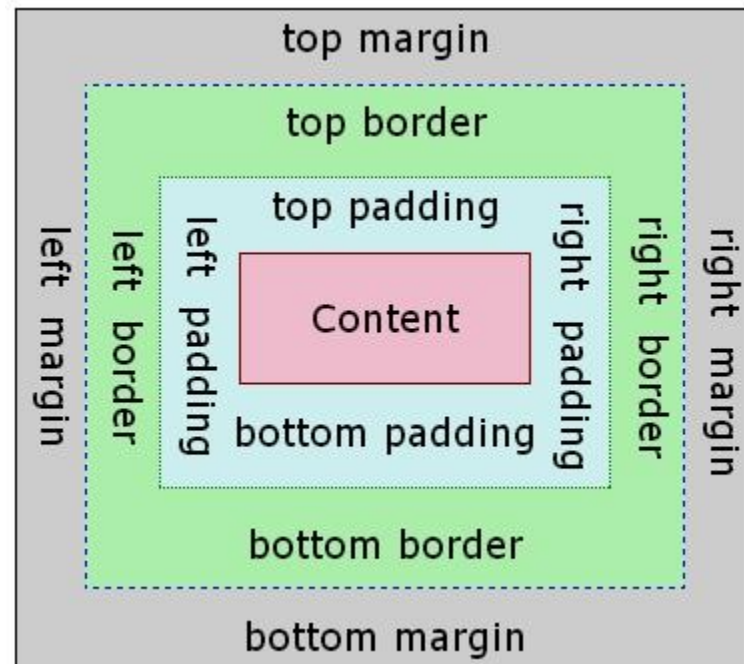 top margin
top border
top padding
left margin
left border
left padding
Content
right padding
right border
right margin
bottom padding
bottom border
bottom margin